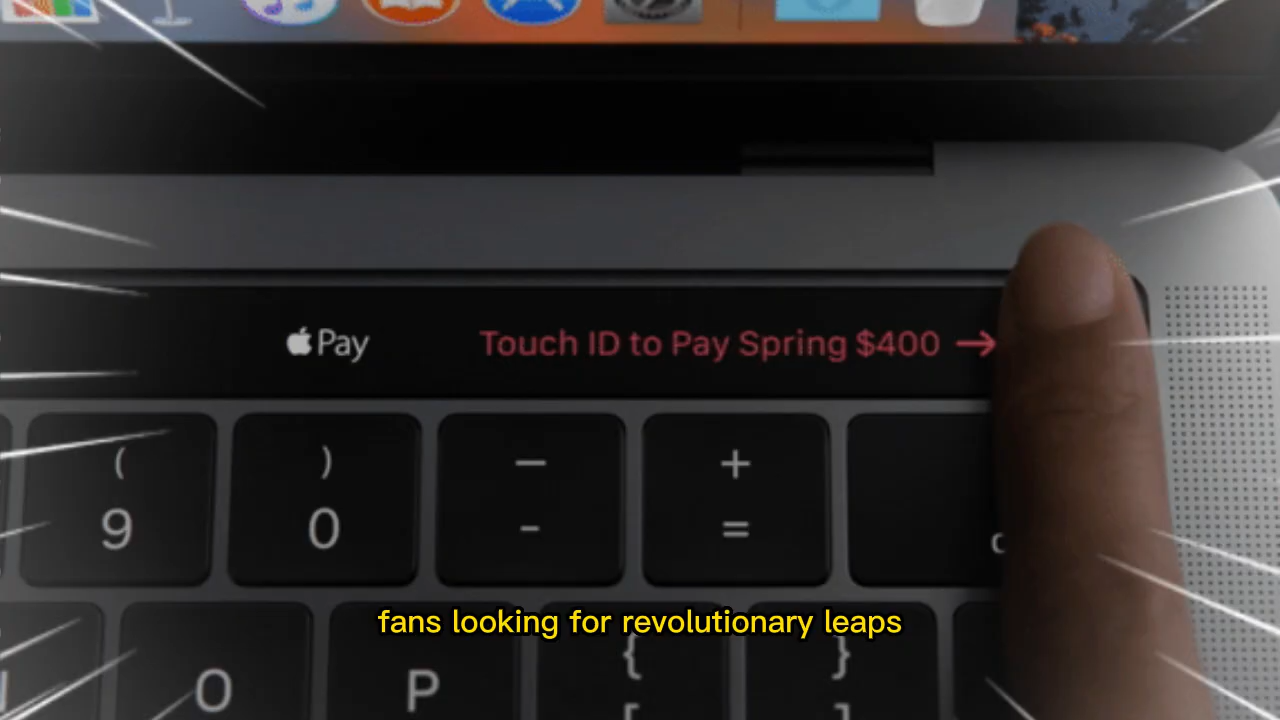 Pay
Touch ID to Pay Spring $400 →
( ) — +
9 0 - =
fans looking for revolutionary leaps
{ }
O P [ ]